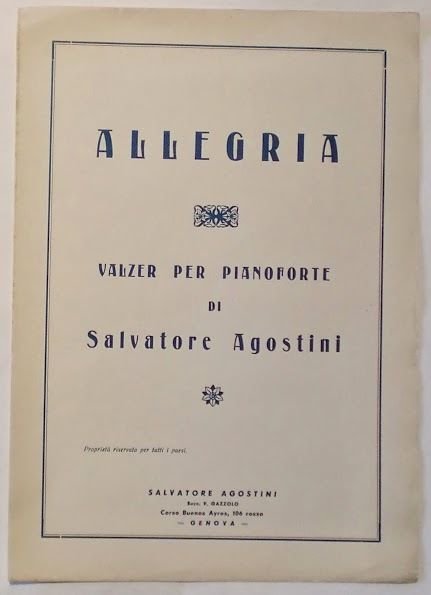 ALLEGRIA
VALZER PER PIANOFORTE
DI
Salvatore Agostini
Proprietà riservata per tutti i paesi.
SALVATORE AGOSTINI
Succ. F. GAZZOLO
Corso Buenos Ayres, 106 rosso
— GENOVA —